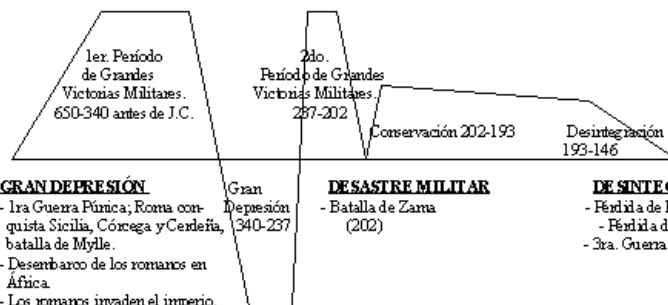 1er. Período
de Grandes
Victorias Militares.
650-340 antes de J.C.
2do.
Período de Grandes
Victorias Militares.
237-202
Conservación 202-193
Desintegración
193-146
GRAN DEPRESIÓN
- 1ra Guerra Púnica; Roma con-
quista Sicilia, Córcega y Cerdeña,
batalla de Mylle.
- Desembarco de los romanos en
África.
- Los romanos invaden el imperio.
Gran
Depresión
340-237
DESASTRE MILITAR
- Batalla de Zama
(202)
- Pérdida de
- Pérdida d
- 3ra. Guerra